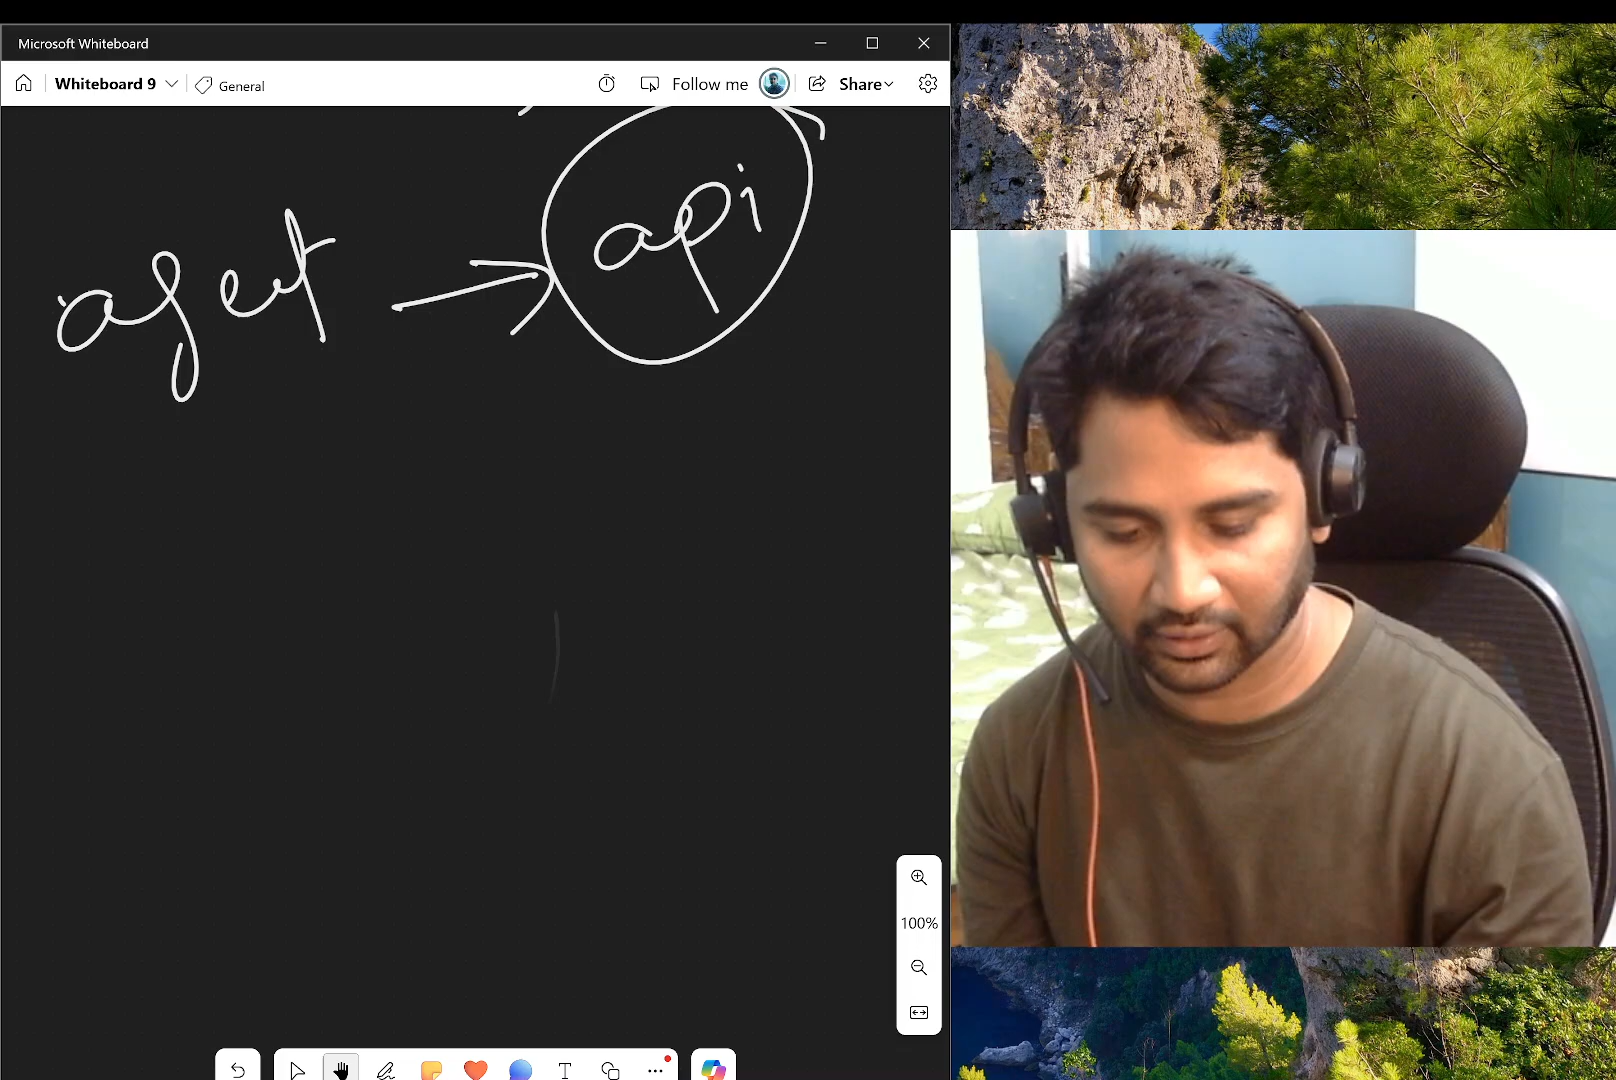 Microsoft Whiteboard
Whiteboard 9 General Follow me Share
agent → api
100%
T